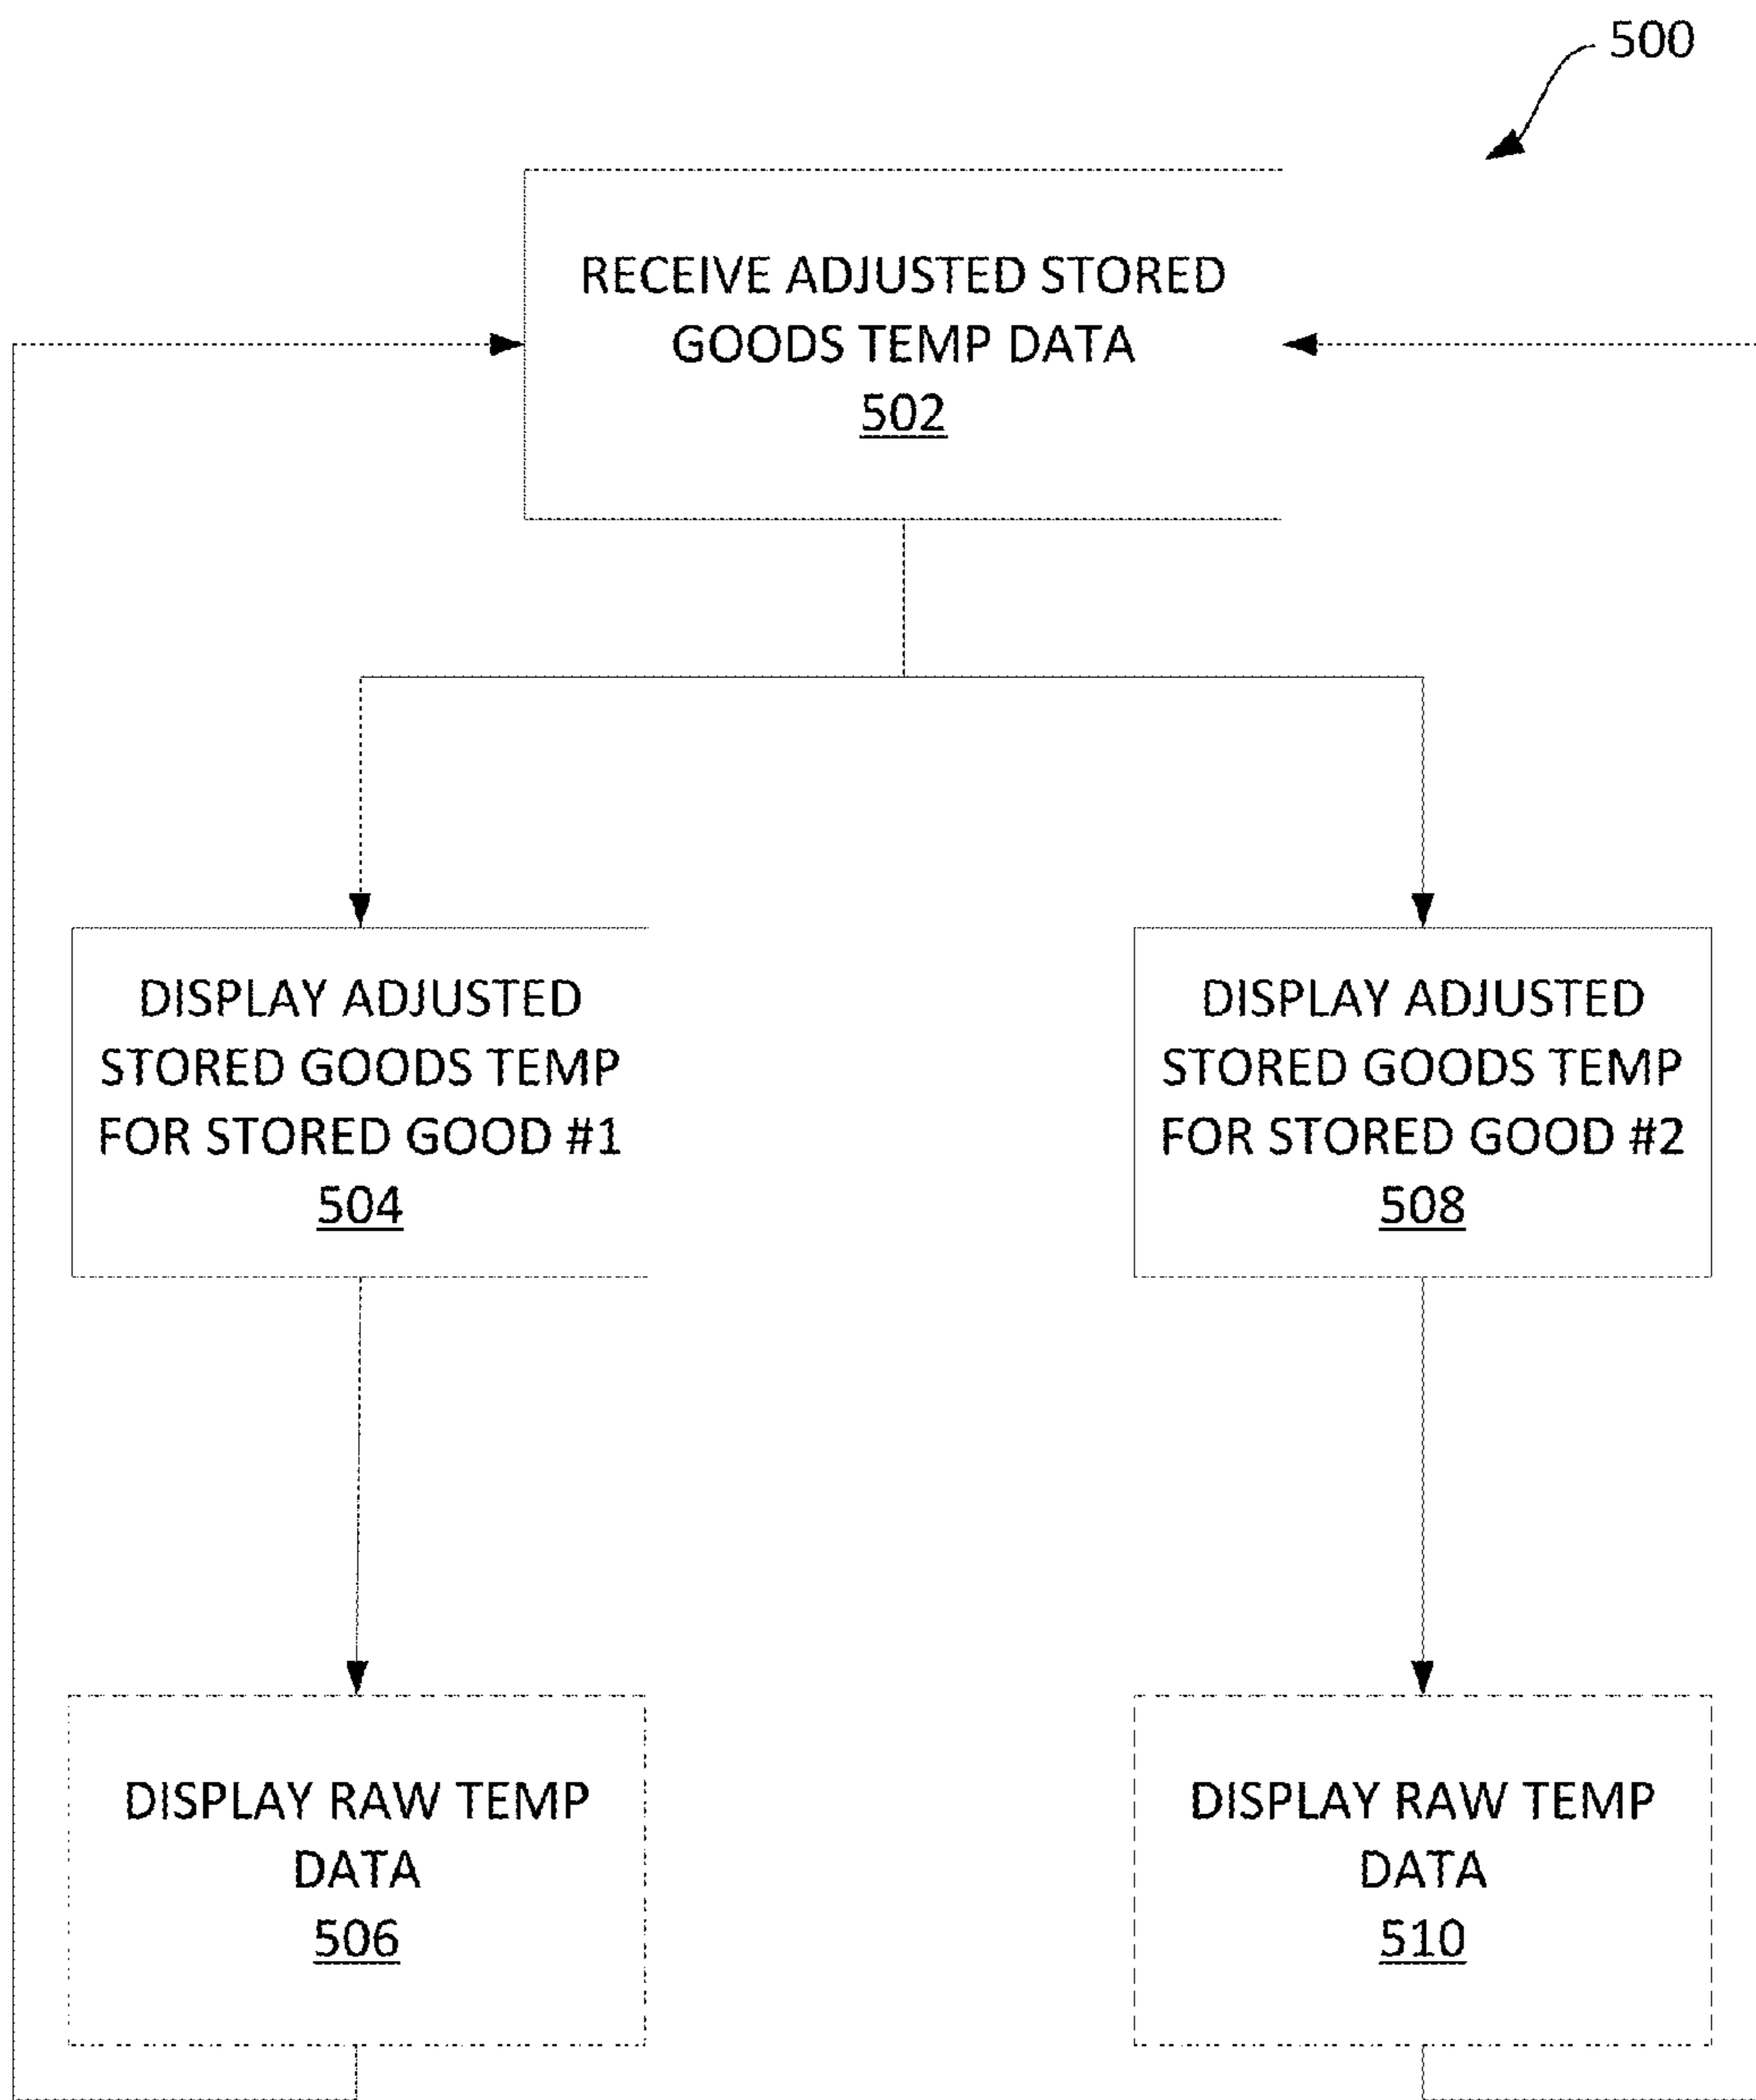 500
RECEIVE ADJUSTED STORED
GOODS TEMP DATA
502
DISPLAY ADJUSTED
STORED GOODS TEMP
FOR STORED GOOD #1
504
DISPLAY ADJUSTED
STORED GOODS TEMP
FOR STORED GOOD #2
508
DISPLAY RAW TEMP
DATA
506
DISPLAY RAW TEMP
DATA
510